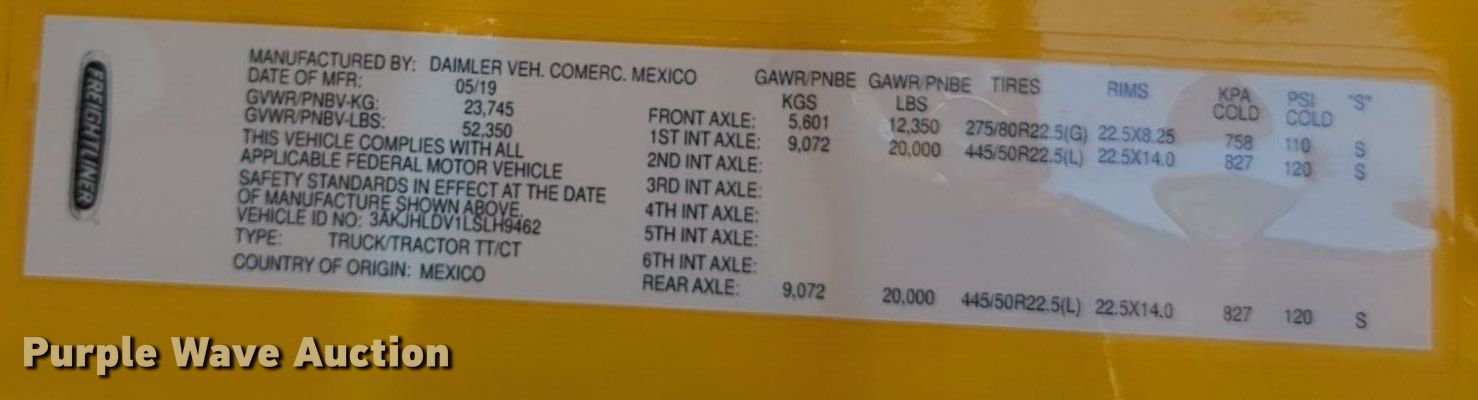 FREIGHTLINER
MANUFACTURED BY: DAIMLER VEH. COMERC. MEXICO
DATE OF MFR: 05/19
GVWR/PNBV-KG: 23,745
GVWR/PNBV-LBS: 52,350
THIS VEHICLE COMPLIES WITH ALL
APPLICABLE FEDERAL MOTOR VEHICLE
SAFETY STANDARDS IN EFFECT AT THE DATE
OF MANUFACTURE SHOWN ABOVE.
VEHICLE ID NO: 3AKJHLDV1LSLH9462
TYPE: TRUCK/TRACTOR TT/CT
COUNTRY OF ORIGIN: MEXICO
GAWR/PNBE GAWR/PNBE TIRES RIMS KPA PSI "S"
KGS LBS COLD COLD
FRONT AXLE: 5,601 12,350 275/80R22.5(G) 22.5X8.25 758 110 S
1ST INT AXLE: 9,072 20,000 445/50R22.5(L) 22.5X14.0 827 120 S
2ND INT AXLE:
3RD INT AXLE:
4TH INT AXLE:
5TH INT AXLE:
6TH INT AXLE:
REAR AXLE: 9,072 20,000 445/50R22.5(L) 22.5X14.0 827 120 S
Purple Wave Auction